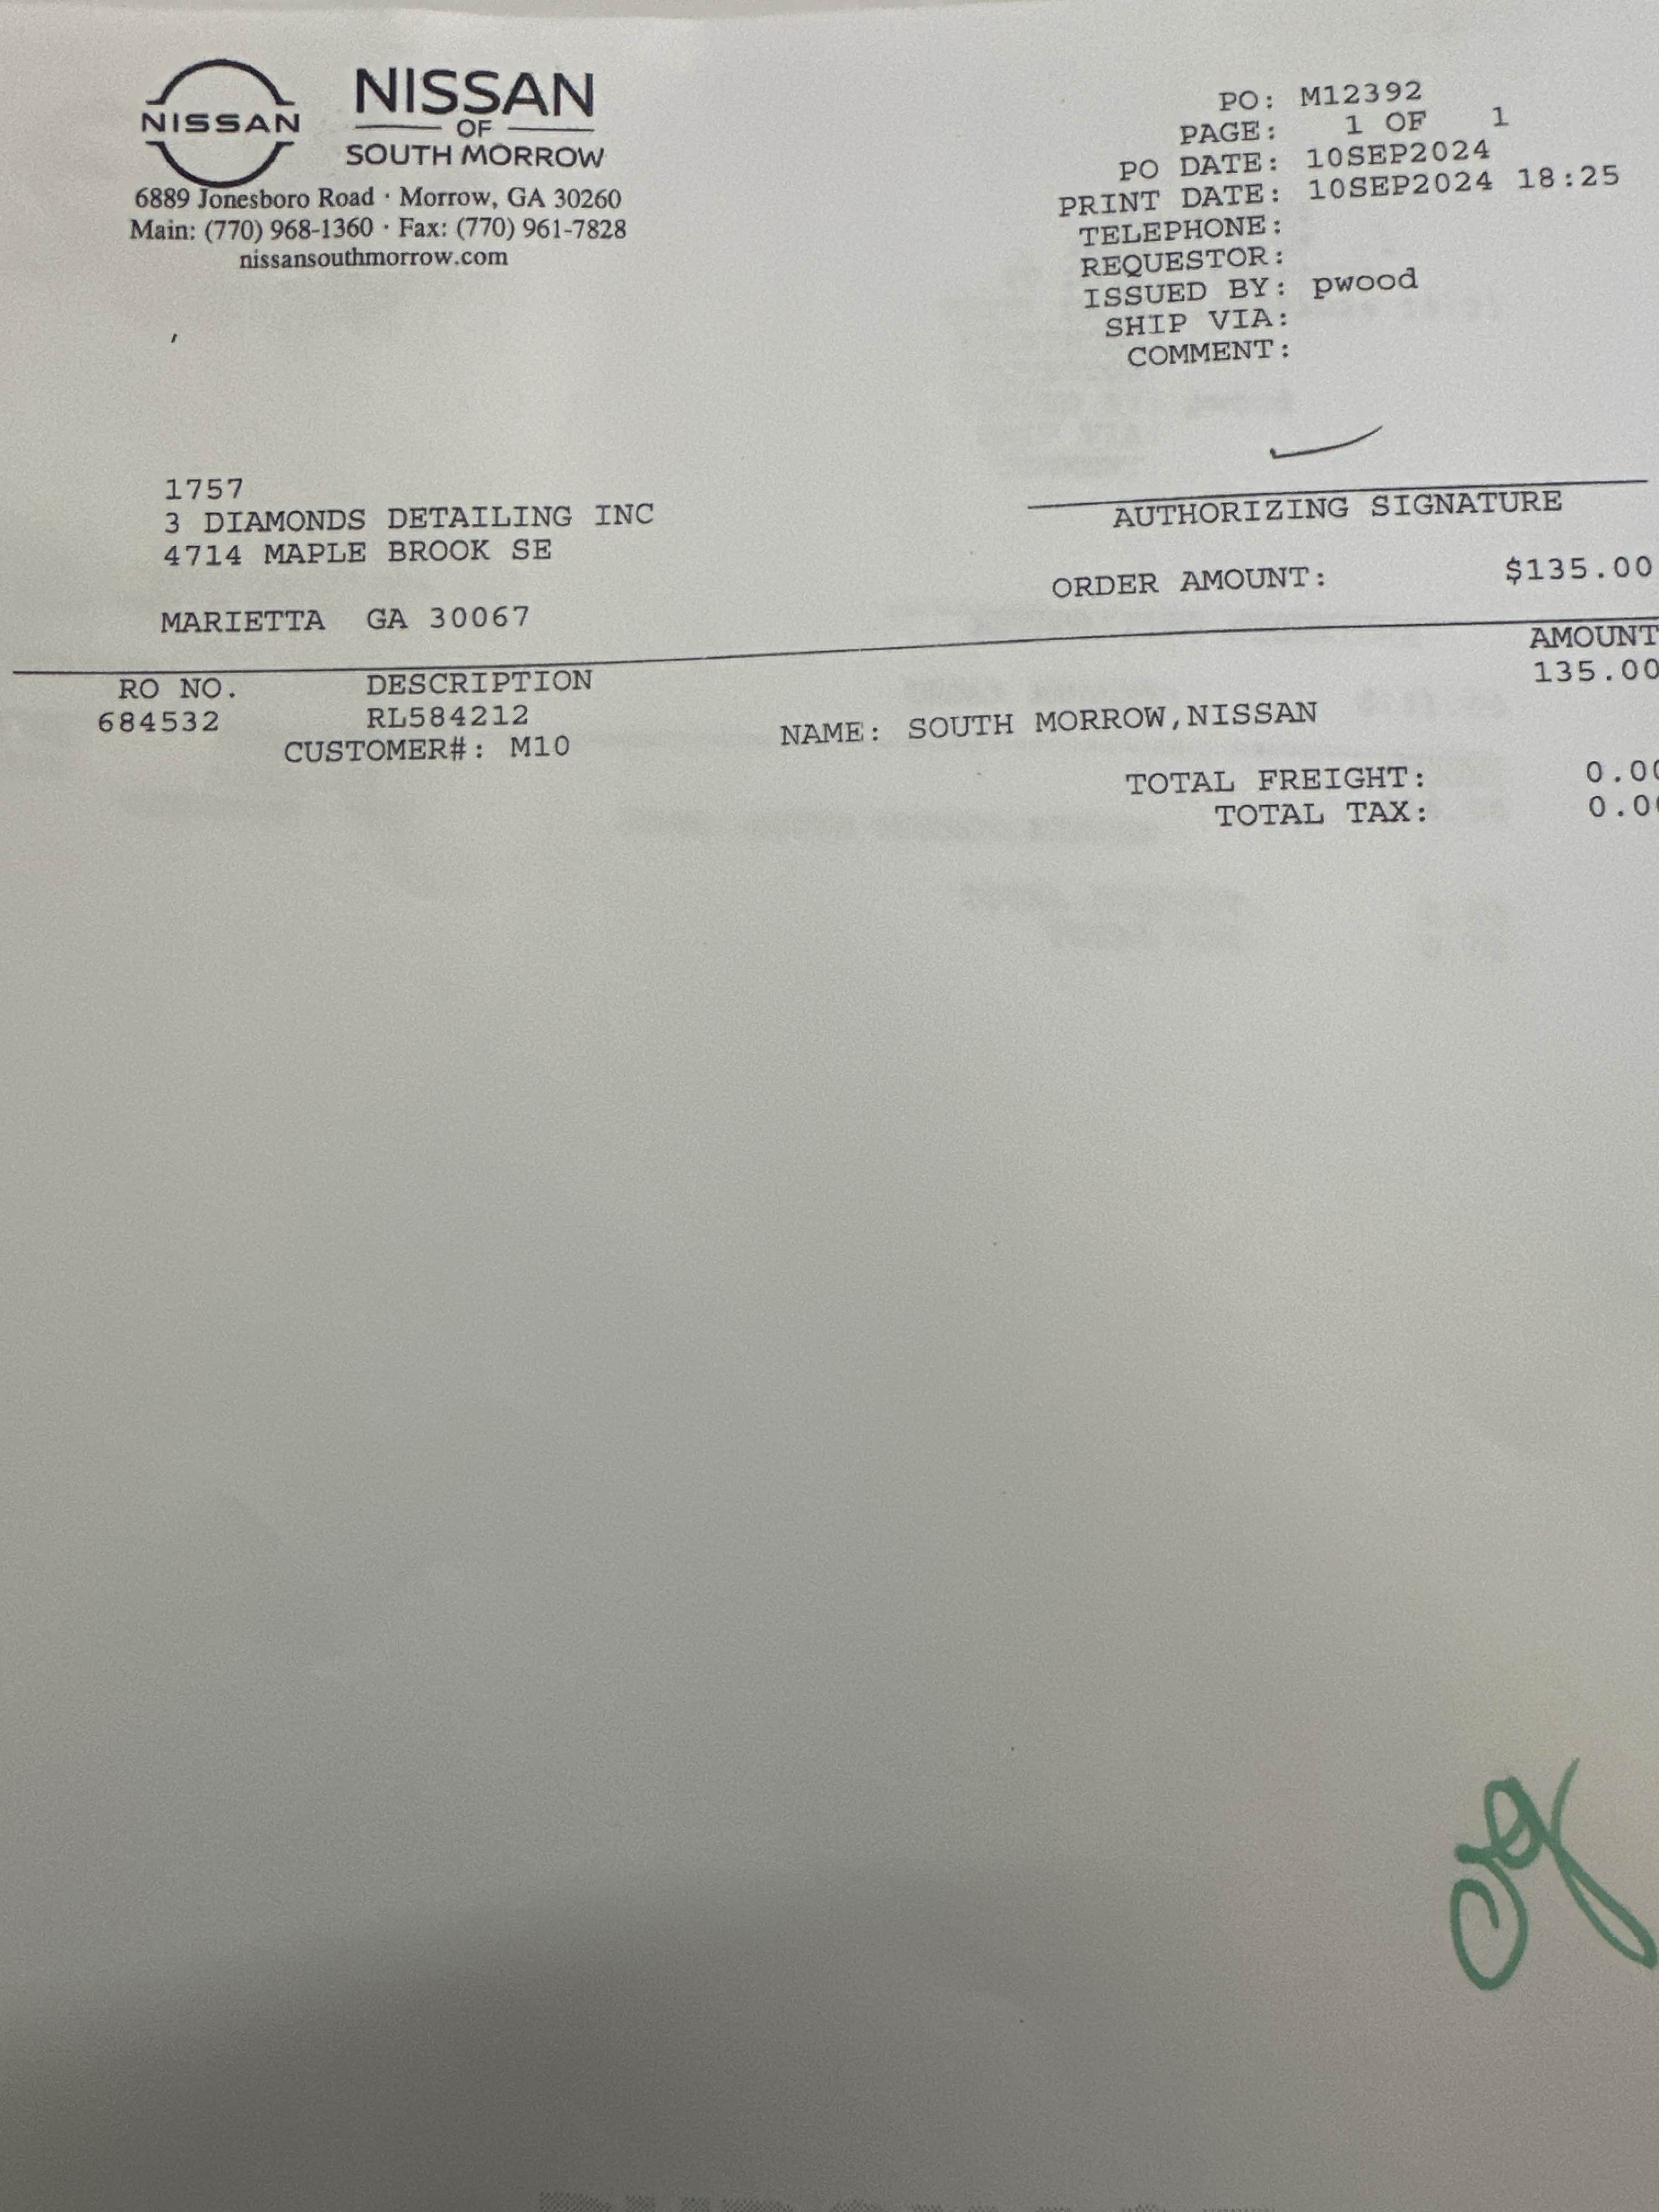 NISSAN
NISSAN
OF
SOUTH MORROW
6889 Jonesboro Road · Morrow, GA 30260
Main: (770) 968-1360 · Fax: (770) 961-7828
nissansouthmorrow.com
PO: M12392
PAGE: 1 OF 1
PO DATE: 10SEP2024
PRINT DATE: 10SEP2024 18:25
TELEPHONE:
REQUESTOR:
ISSUED BY: pwood
SHIP VIA:
COMMENT:
1757
3 DIAMONDS DETAILING INC
4714 MAPLE BROOK SE
MARIETTA GA 30067
AUTHORIZING SIGNATURE
ORDER AMOUNT: $135.00
RO NO. DESCRIPTION AMOUNT
684532 RL584212 135.00
CUSTOMER#: M10 NAME: SOUTH MORROW,NISSAN
TOTAL FREIGHT: 0.00
TOTAL TAX: 0.00